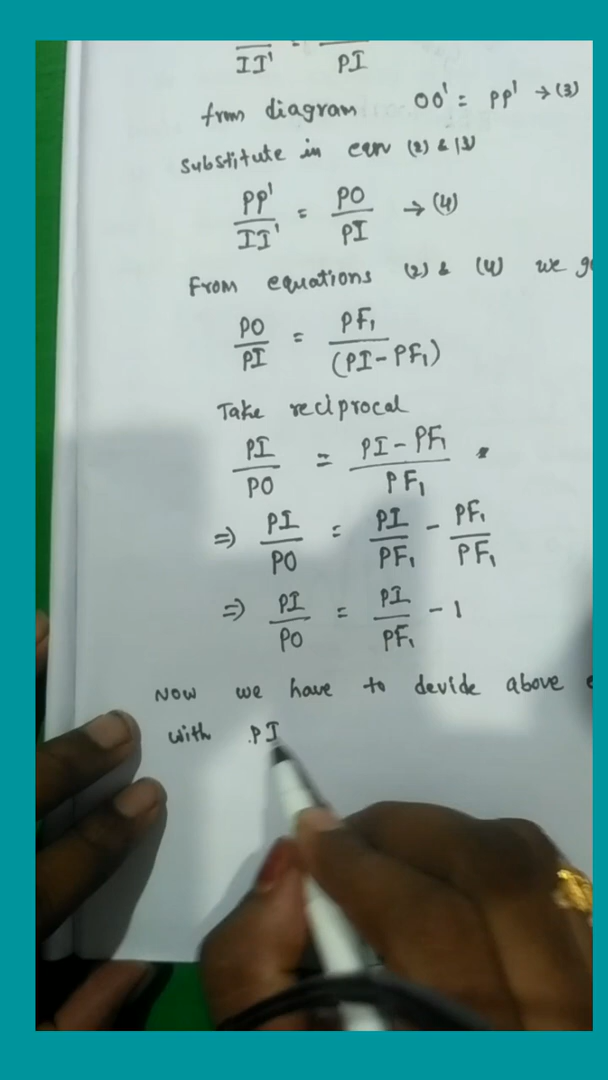 II' PI
from diagram OO' = PP' → (3)
Substitute in (2) & (3)
PP'/II' = PO/PI → (4)
From equations (2) & (4) we
PO/PI = PF₁/(PI-PF₁)
Take reciprocal
PI/PO = PI-PF₁/PF₁
⇒ PI/PO = PI/PF₁ - PF₁/PF₁
⇒ PI/PO = PI/PF₁ - 1
Now we have to devide above
with PI